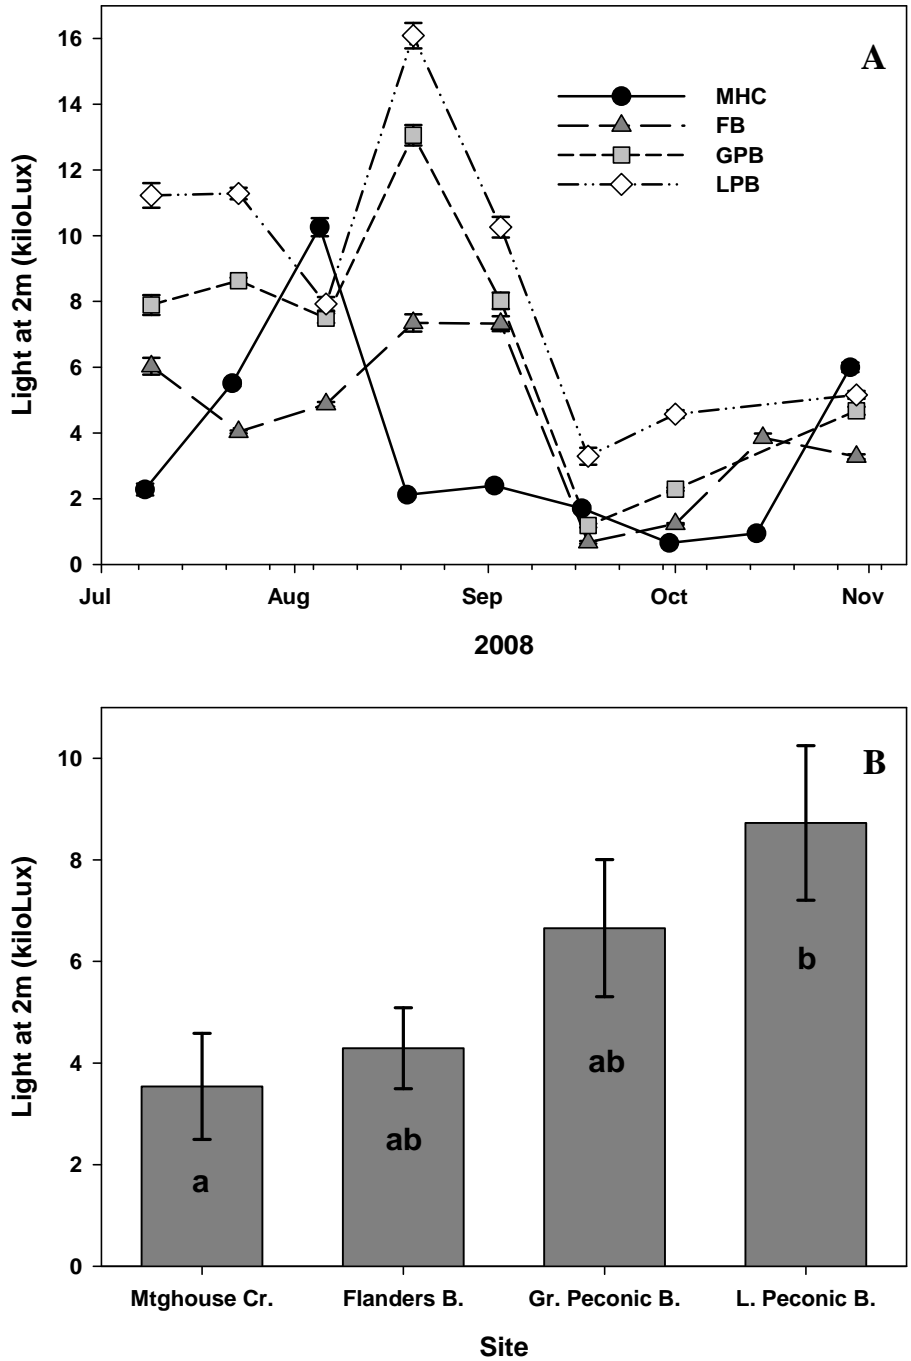 A
16
14
12
10
8
6
4
2
0
Light at 2m (kiloLux)
MHC
FB
GPB
LPB
Jul Aug Sep Oct Nov
2008
B
10
8
6
4
2
0
Light at 2m (kiloLux)
a
ab
ab
b
Mtghouse Cr. Flanders B. Gr. Peconic B. L. Peconic B.
Site